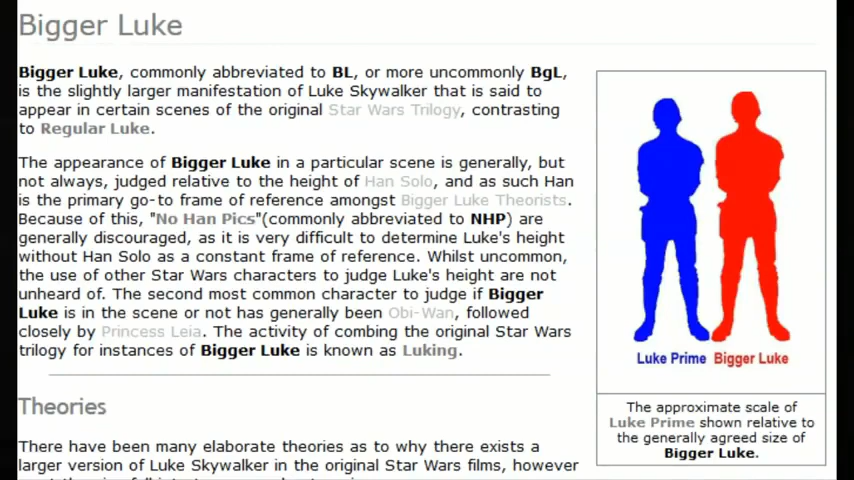 Bigger Luke
Bigger Luke, commonly abbreviated to BL, or more uncommonly BgL,
is the slightly larger manifestation of Luke Skywalker that is said to
appear in certain scenes of the original Star Wars Trilogy, contrasting
to Regular Luke.
The appearance of Bigger Luke in a particular scene is generally, but
not always, judged relative to the height of Han Solo, and as such Han
is the primary go-to frame of reference amongst Bigger Luke Theorists.
Because of this, "No Han Pics"(commonly abbreviated to NHP) are
generally discouraged, as it is very difficult to determine Luke's height
without Han Solo as a constant frame of reference. Whilst uncommon,
the use of other Star Wars characters to judge Luke's height are not
unheard of. The second most common character to judge if Bigger
Luke is in the scene or not has generally been Obi-Wan, followed
closely by Princess Leia. The activity of combing the original Star Wars
trilogy for instances of Bigger Luke is known as Luking.
Luke Prime Bigger Luke
The approximate scale of
Luke Prime shown relative to
the generally agreed size of
Bigger Luke.
Theories
There have been many elaborate theories as to why there exists a
larger version of Luke Skywalker in the original Star Wars films, however